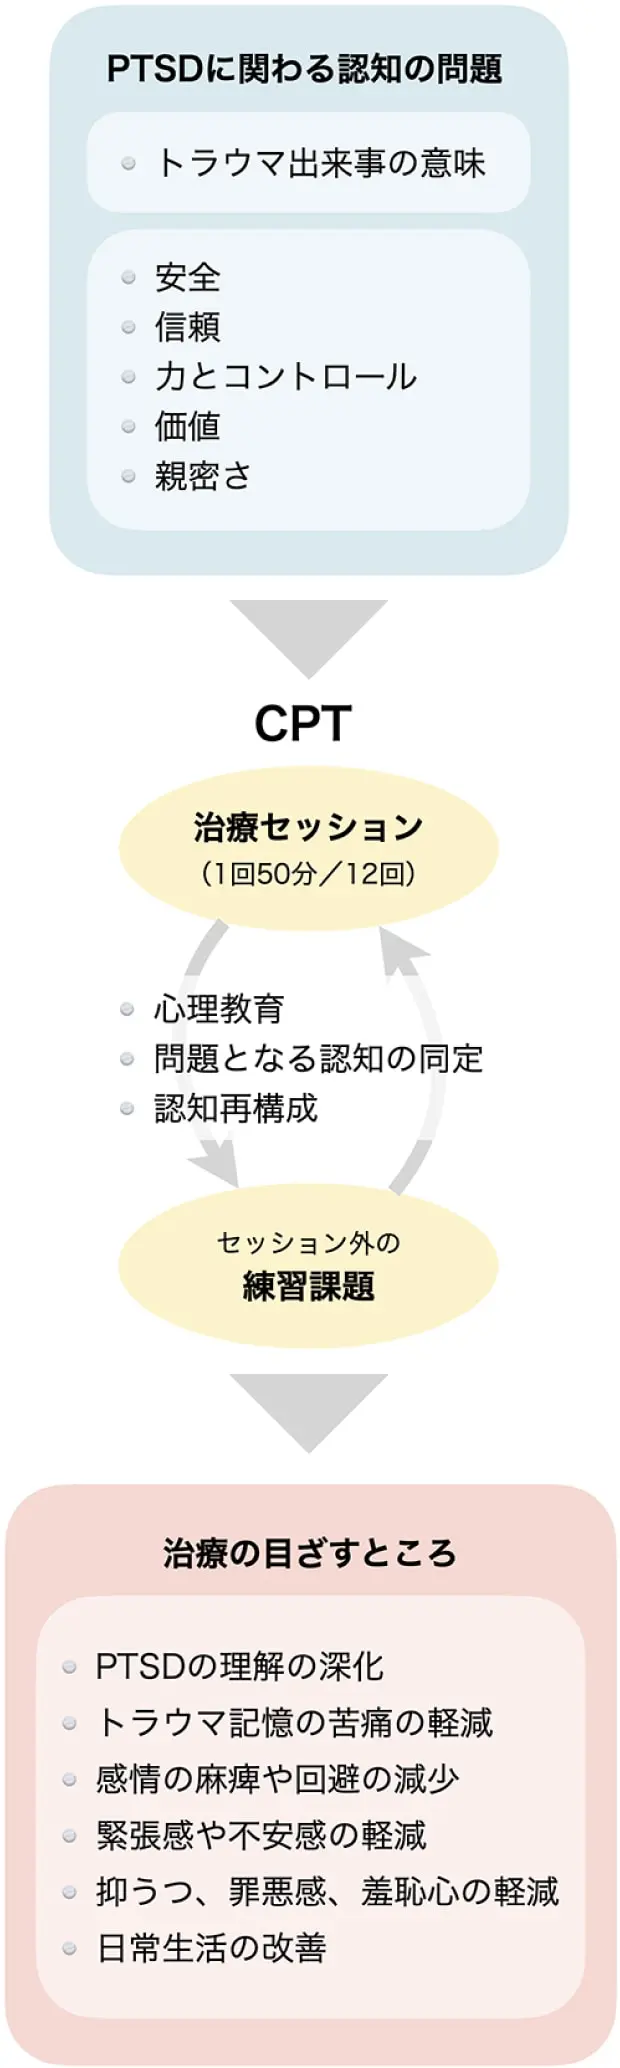 PTSDに関わる認知の問題
トラウマ出来事の意味
安全
信頼
力とコントロール
価値
親密さ
CPT
治療セッション
（1回50分／12回）
心理教育
問題となる認知の同定
認知再構成
セッション外の
練習課題
治療の目ざすところ
PTSDの理解の深化
トラウマ記憶の苦痛の軽減
感情の麻痺や回避の減少
緊張感や不安感の軽減
抑うつ、罪悪感、羞恥心の軽減
日常生活の改善